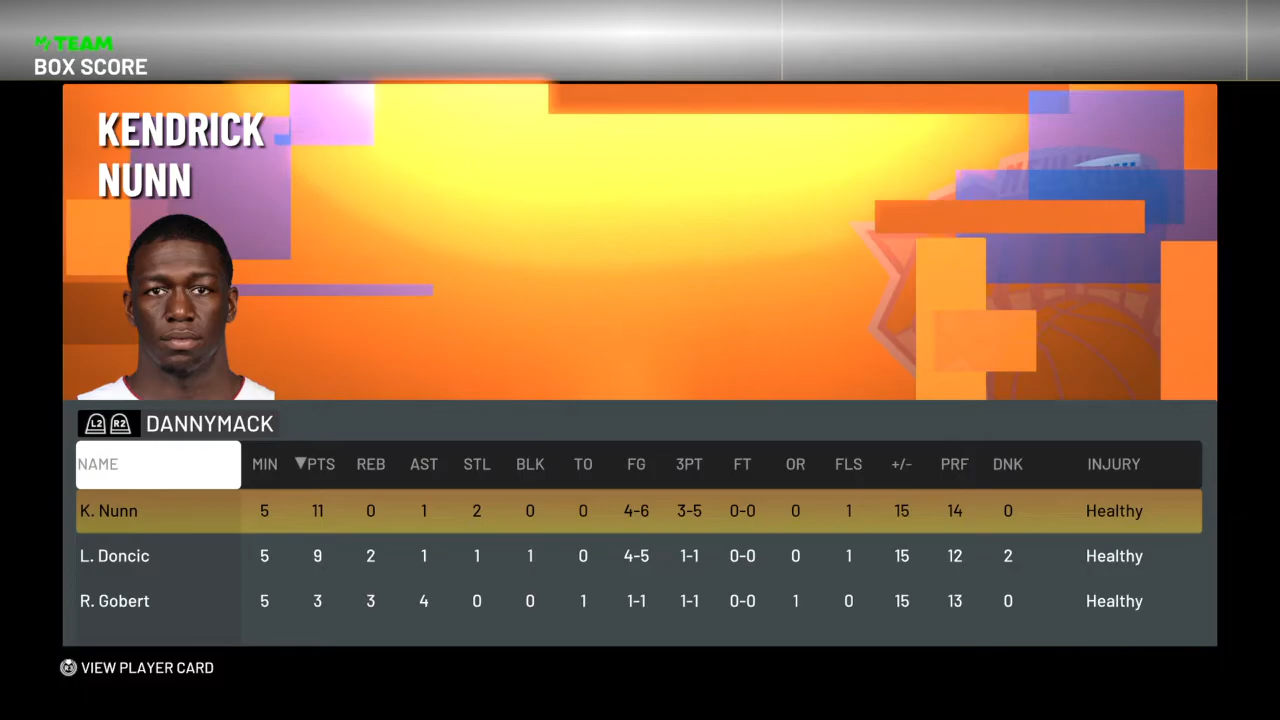 MyTEAM
BOX SCORE
KENDRICK
NUNN
NEW YORK
L2 R2 DANNYMACK
NAME MIN ▼PTS REB AST STL BLK TO FG 3PT FT OR FLS +/- PRF DNK INJURY
K. Nunn 5 11 0 1 2 0 0 4-6 3-5 0-0 0 1 15 14 0 Healthy
L. Doncic 5 9 2 1 1 1 0 4-5 1-1 0-0 0 1 15 12 2 Healthy
R. Gobert 5 3 3 4 0 0 1 1-1 1-1 0-0 1 0 15 13 0 Healthy
R3 VIEW PLAYER CARD